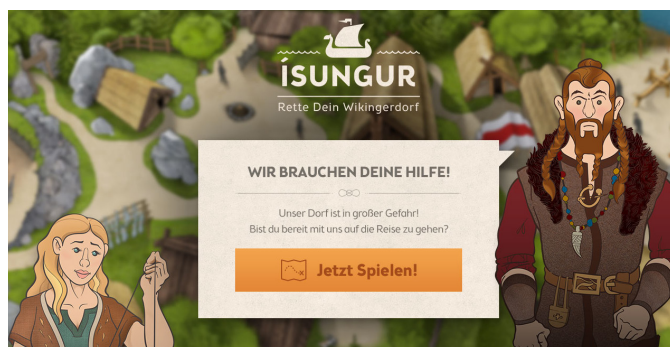 ÍSUNGUR
Rette Dein Wikingerdorf
WIR BRAUCHEN DEINE HILFE!
Unser Dorf ist in großer Gefahr!
Bist du bereit mit uns auf die Reise zu gehen?
Jetzt Spielen!